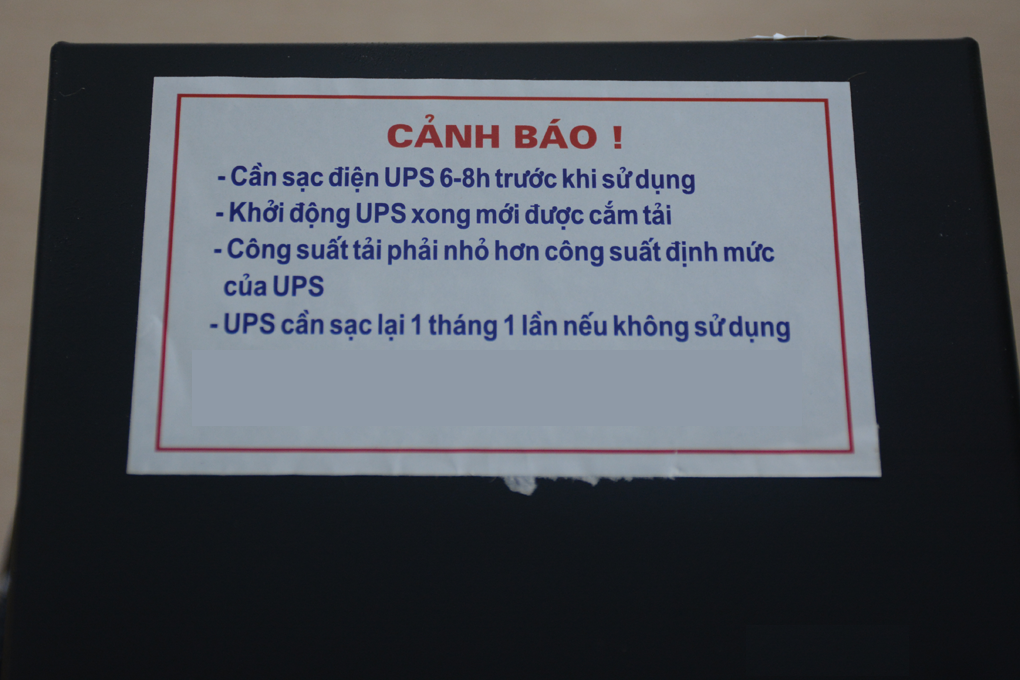 CẢNH BÁO !
- Cần sạc điện UPS 6-8h trước khi sử dụng
- Khởi động UPS xong mới được cắm tải
- Công suất tải phải nhỏ hơn công suất định mức
của UPS
- UPS cần sạc lại 1 tháng 1 lần nếu không sử dụng